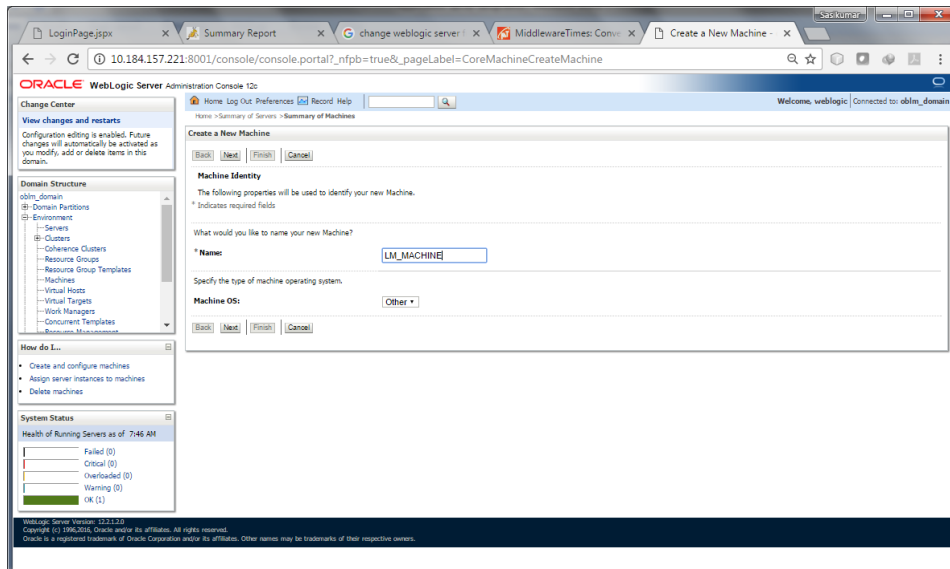 Sasikumar
LoginPage.jspx
Summary Report
change weblogic server
MiddlewareTimes: Conve
Create a New Machine -
10.184.157.221:8001/console/console.portal?_nfpb=true&_pageLabel=CoreMachineCreateMachine
ORACLE WebLogic Server Administration Console 12c
Change Center
View changes and restarts
Configuration editing is enabled. Future
changes will automatically be activated as
you modify, add or delete items in this
domain.
Domain Structure
oblm_domain
Domain Partitions
Environment
Servers
Clusters
Coherence Clusters
Resource Groups
Resource Group Templates
Machines
Virtual Hosts
Virtual Targets
Work Managers
Concurrent Templates
Resource Management
How do I...
Create and configure machines
Assign server instances to machines
Delete machines
System Status
Health of Running Servers as of 7:46 AM
Failed (0)
Critical (0)
Overloaded (0)
Warning (0)
OK (1)
Home Log Out Preferences Record Help
Welcome, weblogic Connected to: oblm_domain
Home >Summary of Servers >Summary of Machines
Create a New Machine
Back Next Finish Cancel
Machine Identity
The following properties will be used to identify your new Machine.
* Indicates required fields
What would you like to name your new Machine?
* Name: LM_MACHINE
Specify the type of machine operating system.
Machine OS: Other
Back Next Finish Cancel
WebLogic Server Version: 12.2.1.2.0
Copyright (c) 1996,2016, Oracle and/or its affiliates. All rights reserved.
Oracle is a registered trademark of Oracle Corporation and/or its affiliates. Other names may be trademarks of their respective owners.